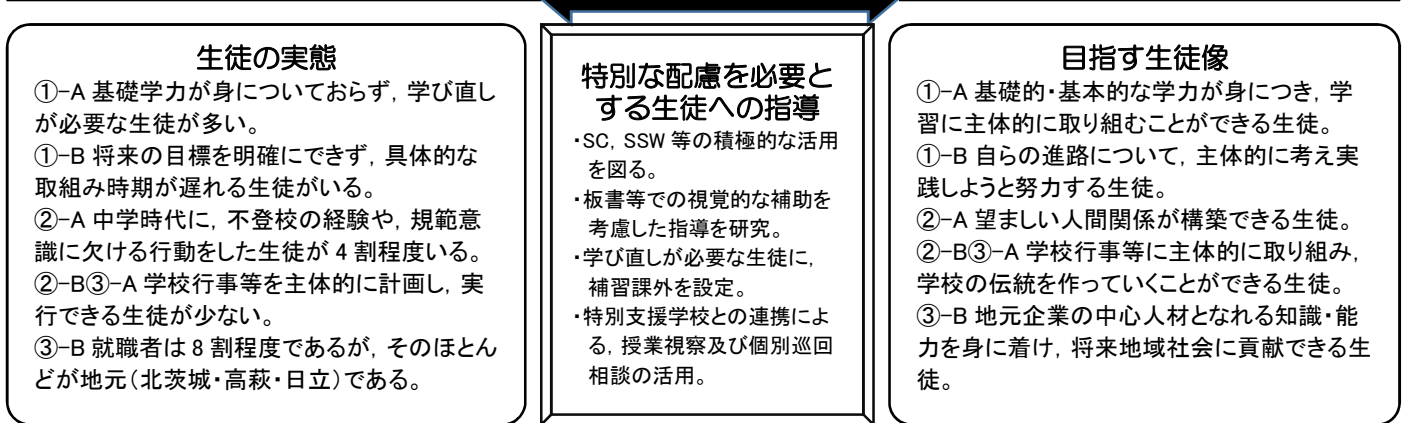 生徒の実態
①-A 基礎学力が身についておらず，学び直し
が必要な生徒が多い。
①-B 将来の目標を明確にできず，具体的な
取組み時期が遅れる生徒がいる。
②-A 中学時代に，不登校の経験や，規範意
識に欠ける行動をした生徒が 4 割程度いる。
②-B③-A 学校行事等を主体的に計画し，実
行できる生徒が少ない。
③-B 就職者は 8 割程度であるが，そのほとん
どが地元（北茨城・高萩・日立）である。
特別な配慮を必要と
する生徒への指導
・SC，SSW 等の積極的な活用
を図る。
・板書等での視覚的な補助を
考慮した指導を研究。
・学び直しが必要な生徒に，
補習課外を設定。
・特別支援学校との連携によ
る，授業視察及び個別巡回
相談の活用。
目指す生徒像
①-A 基礎的・基本的な学力が身につき，学
習に主体的に取り組むことができる生徒。
①-B 自らの進路について，主体的に考え実
践しようと努力する生徒。
②-A 望ましい人間関係が構築できる生徒。
②-B③-A 学校行事等に主体的に取り組み，
学校の伝統を作っていくことができる生徒。
③-B 地元企業の中心人材となれる知識・能
力を身に着け，将来地域社会に貢献できる生
徒。